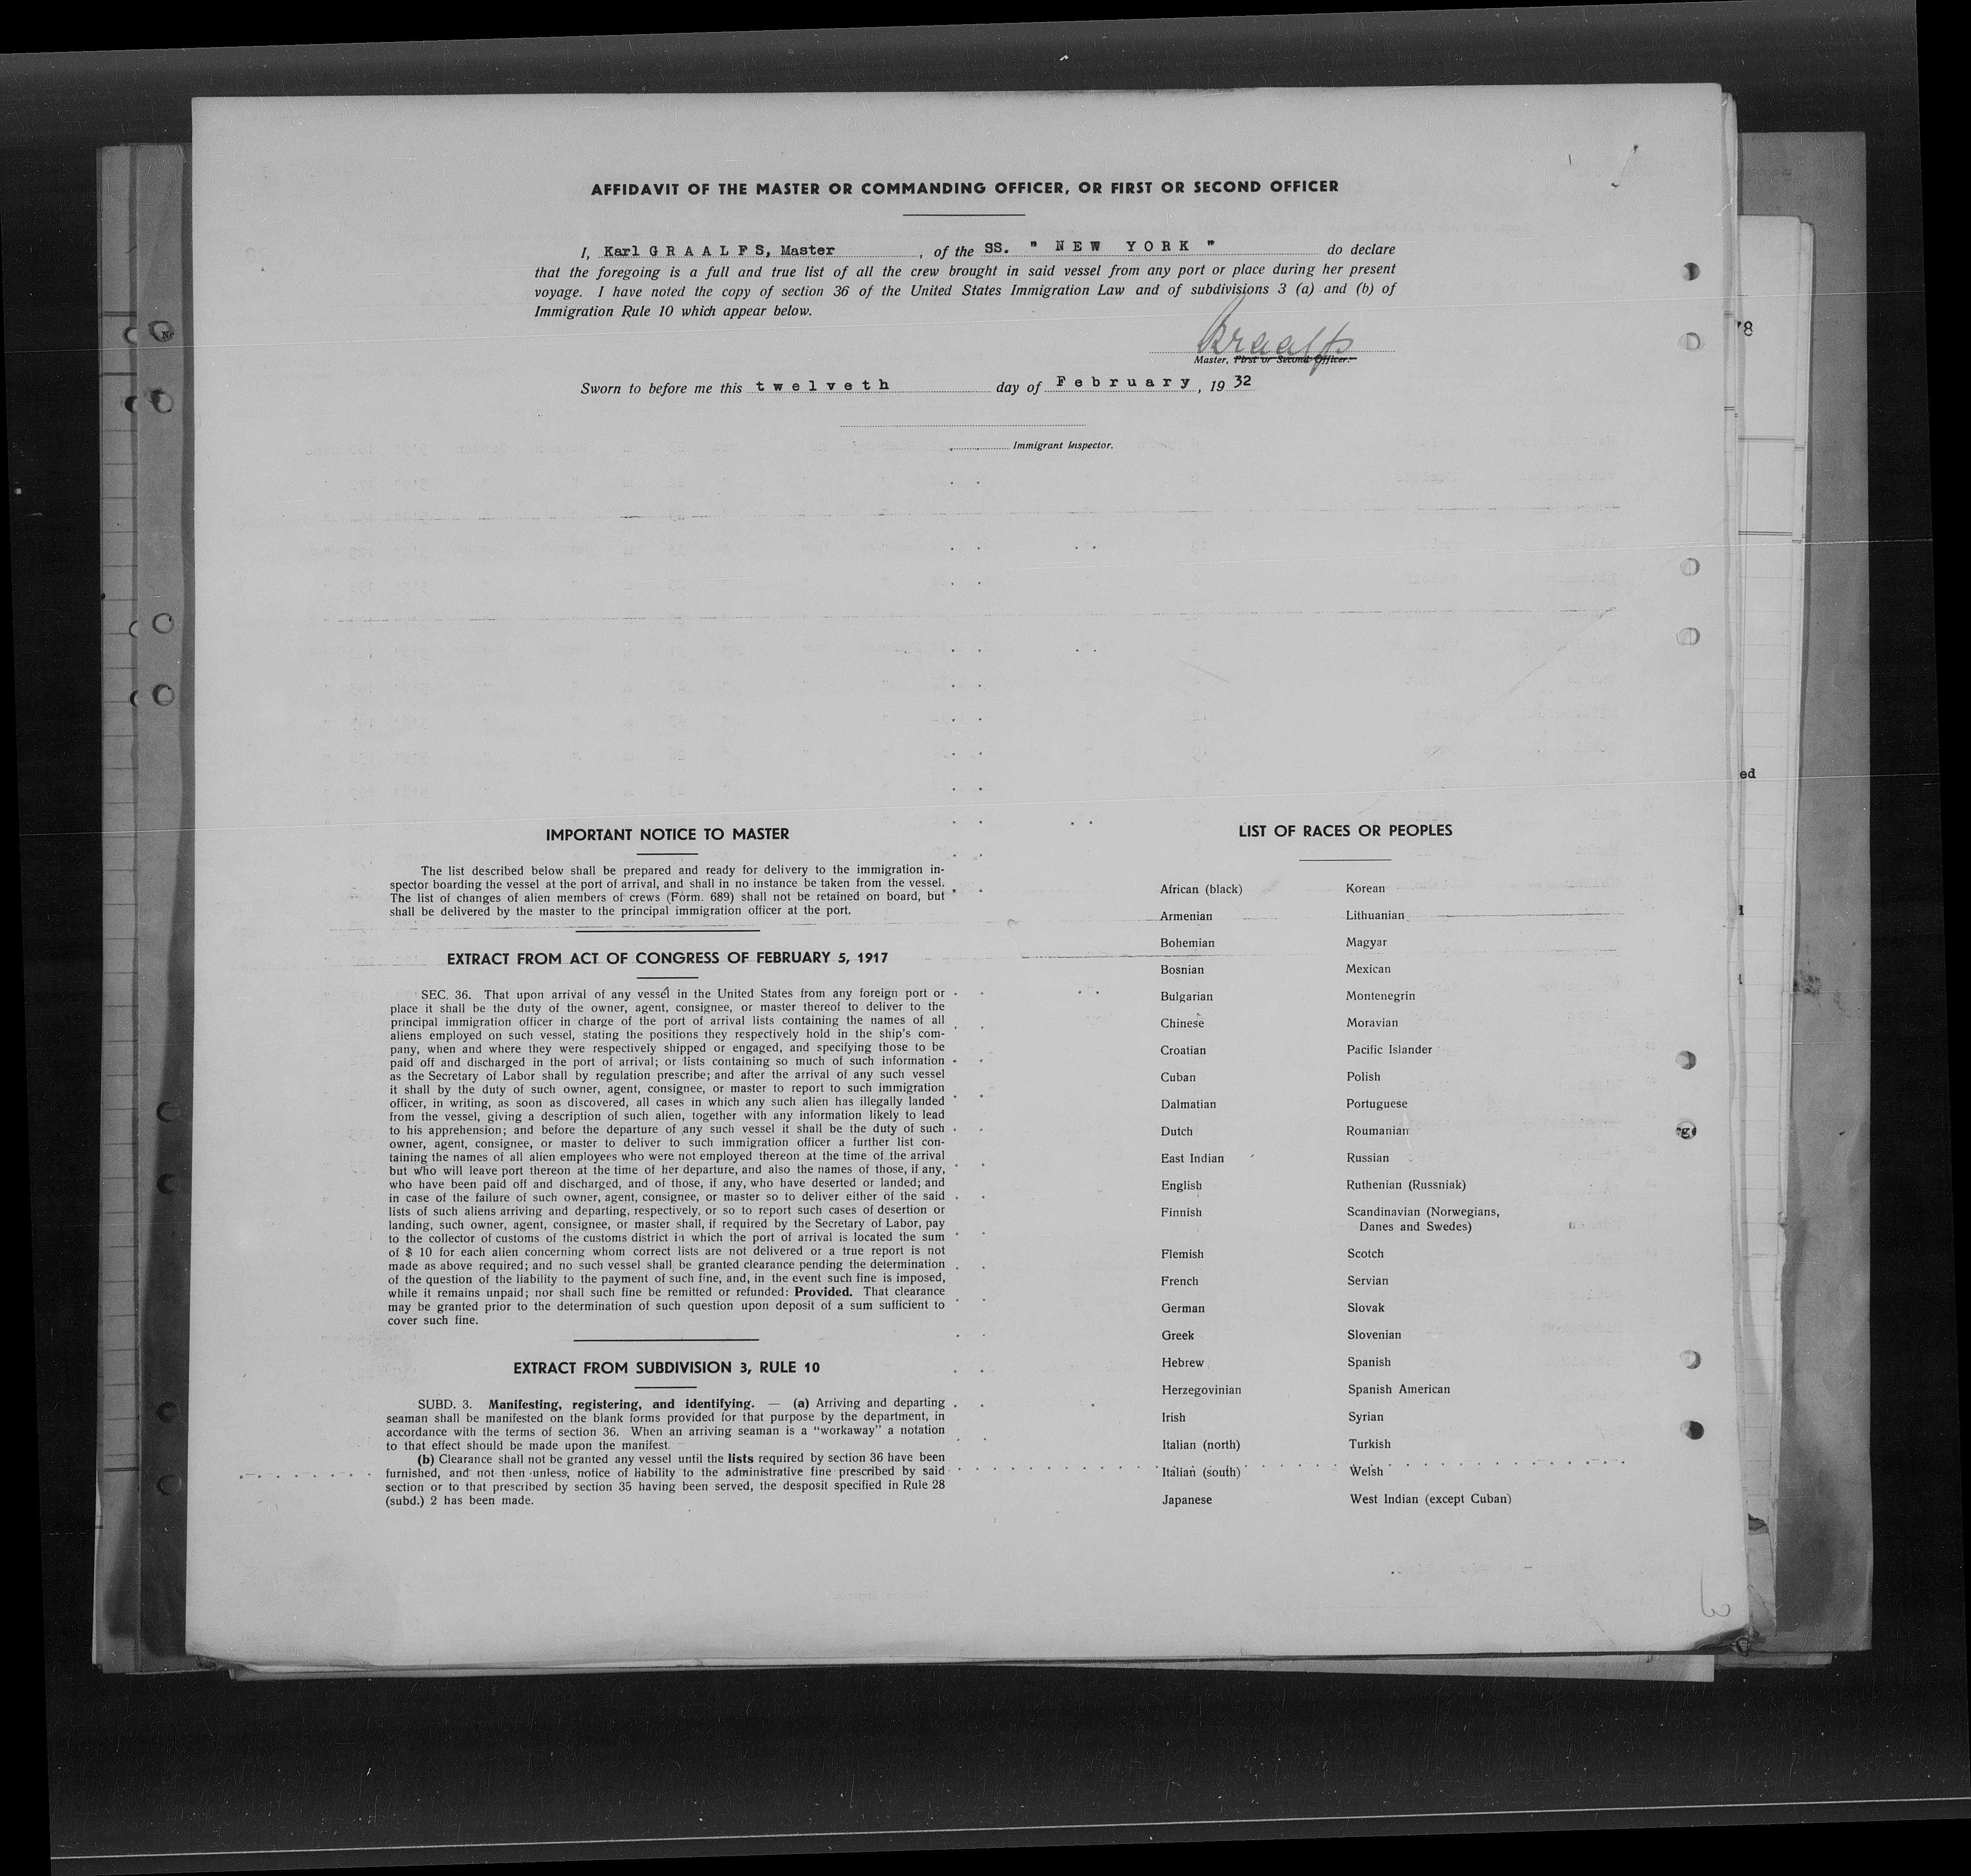 AFFIDAVIT OF THE MASTER OR COMMANDING OFFICER, OR FIRST OR SECOND OFFICER
I, Karl G R A A L F S, Master, of the SS. " N E W Y O R K " do declare
that the foregoing is a full and true list of all the crew brought in said vessel from any port or place during her present
voyage. I have noted the copy of section 36 of the United States Immigration Law and of subdivisions 3 (a) and (b) of
Immigration Rule 10 which appear below.
Graalfs
Master, First or Second Officer.
Sworn to before me this t w e l v e t h day of F e b r u a r y, 19 32
Immigrant Inspector.
IMPORTANT NOTICE TO MASTER
The list described below shall be prepared and ready for delivery to the immigration in-
spector boarding the vessel at the port of arrival, and shall in no instance be taken from the vessel.
The list of changes of alien members of crews (Form. 689) shall not be retained on board, but
shall be delivered by the master to the principal immigration officer at the port.
EXTRACT FROM ACT OF CONGRESS OF FEBRUARY 5, 1917
SEC. 36. That upon arrival of any vessel in the United States from any foreign port or
place it shall be the duty of the owner, agent, consignee, or master thereof to deliver to the
principal immigration officer in charge of the port of arrival lists containing the names of all
aliens employed on such vessel, stating the positions they respectively hold in the ship's com-
pany, when and where they were respectively shipped or engaged, and specifying those to be
paid off and discharged in the port of arrival; or lists containing so much of such information
as the Secretary of Labor shall by regulation prescribe; and after the arrival of any such vessel
it shall by the duty of such owner, agent, consignee, or master to report to such immigration
officer, in writing, as soon as discovered, all cases in which any such alien has illegally landed
from the vessel, giving a description of such alien, together with any information likely to lead
to his apprehension; and before the departure of any such vessel it shall be the duty of such
owner, agent, consignee, or master to deliver to such immigration officer a further list con-
taining the names of all alien employees who were not employed thereon at the time of the arrival
but who will leave port thereon at the time of her departure, and also the names of those, if any,
who have been paid off and discharged, and of those, if any, who have deserted or landed; and
in case of the failure of such owner, agent, consignee, or master so to deliver either of the said
lists of such aliens arriving and departing, respectively, or so to report such cases of desertion or
landing, such owner, agent, consignee, or master shall, if required by the Secretary of Labor, pay
to the collector of customs of the customs district in which the port of arrival is located the sum
of $ 10 for each alien concerning whom correct lists are not delivered or a true report is not
made as above required; and no such vessel shall be granted clearance pending the determination
of the question of the liability to the payment of such fine, and, in the event such fine is imposed,
while it remains unpaid; nor shall such fine be remitted or refunded: Provided. That clearance
may be granted prior to the determination of such question upon deposit of a sum sufficient to
cover such fine.
EXTRACT FROM SUBDIVISION 3, RULE 10
SUBD. 3. Manifesting, registering, and identifying. — (a) Arriving and departing
seaman shall be manifested on the blank forms provided for that purpose by the department, in
accordance with the terms of section 36. When an arriving seaman is a "workaway" a notation
to that effect should be made upon the manifest.
(b) Clearance shall not be granted any vessel until the lists required by section 36 have been
furnished, and not then unless, notice of liability to the administrative fine prescribed by said
section or to that prescribed by section 35 having been served, the desposit specified in Rule 28
(subd.) 2 has been made.
LIST OF RACES OR PEOPLES
African (black)
Armenian
Bohemian
Bosnian
Bulgarian
Chinese
Croatian
Cuban
Dalmatian
Dutch
East Indian
English
Finnish
Flemish
French
German
Greek
Hebrew
Herzegovinian
Irish
Italian (north)
Italian (south)
Japanese
Korean
Lithuanian
Magyar
Mexican
Montenegrin
Moravian
Pacific Islander
Polish
Portuguese
Roumanian
Russian
Ruthenian (Russniak)
Scandinavian (Norwegians,
Danes and Swedes)
Scotch
Servian
Slovak
Slovenian
Spanish
Spanish American
Syrian
Turkish
Welsh
West Indian (except Cuban)
ed